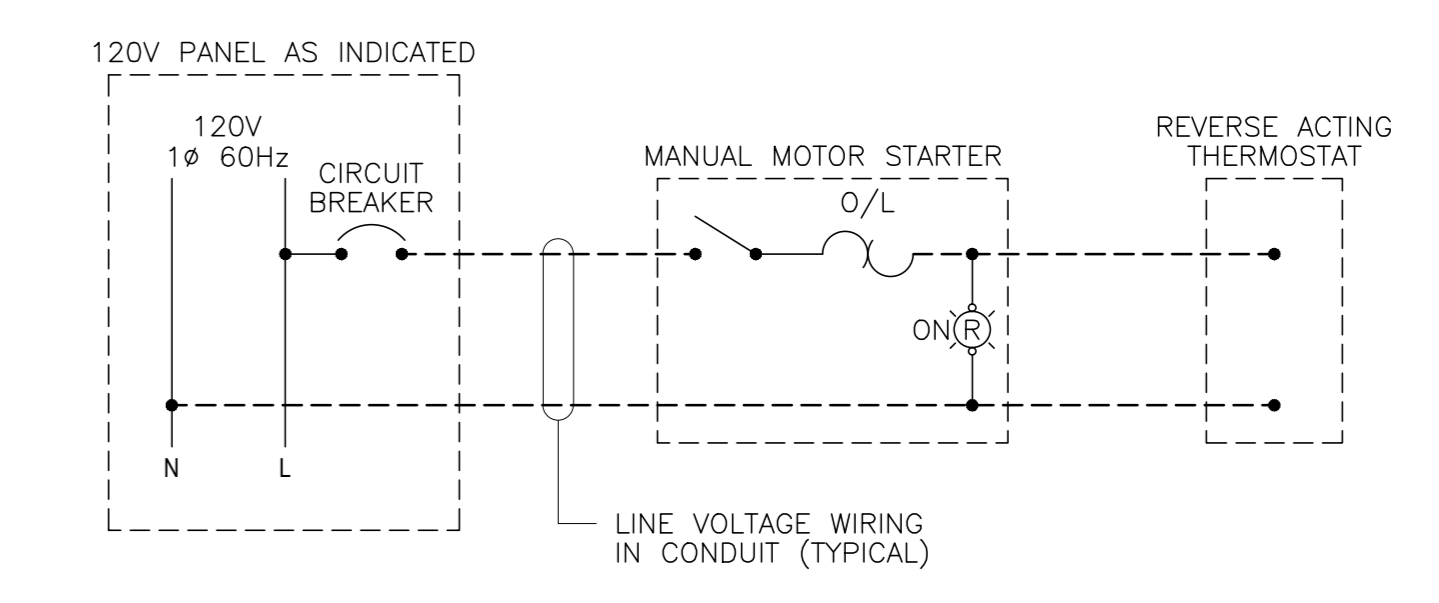 120V PANEL AS INDICATED
120V
1ø 60Hz
CIRCUIT
BREAKER
MANUAL MOTOR STARTER
O/L
REVERSE ACTING
THERMOSTAT
ON R
N
L
LINE VOLTAGE WIRING
IN CONDUIT (TYPICAL)